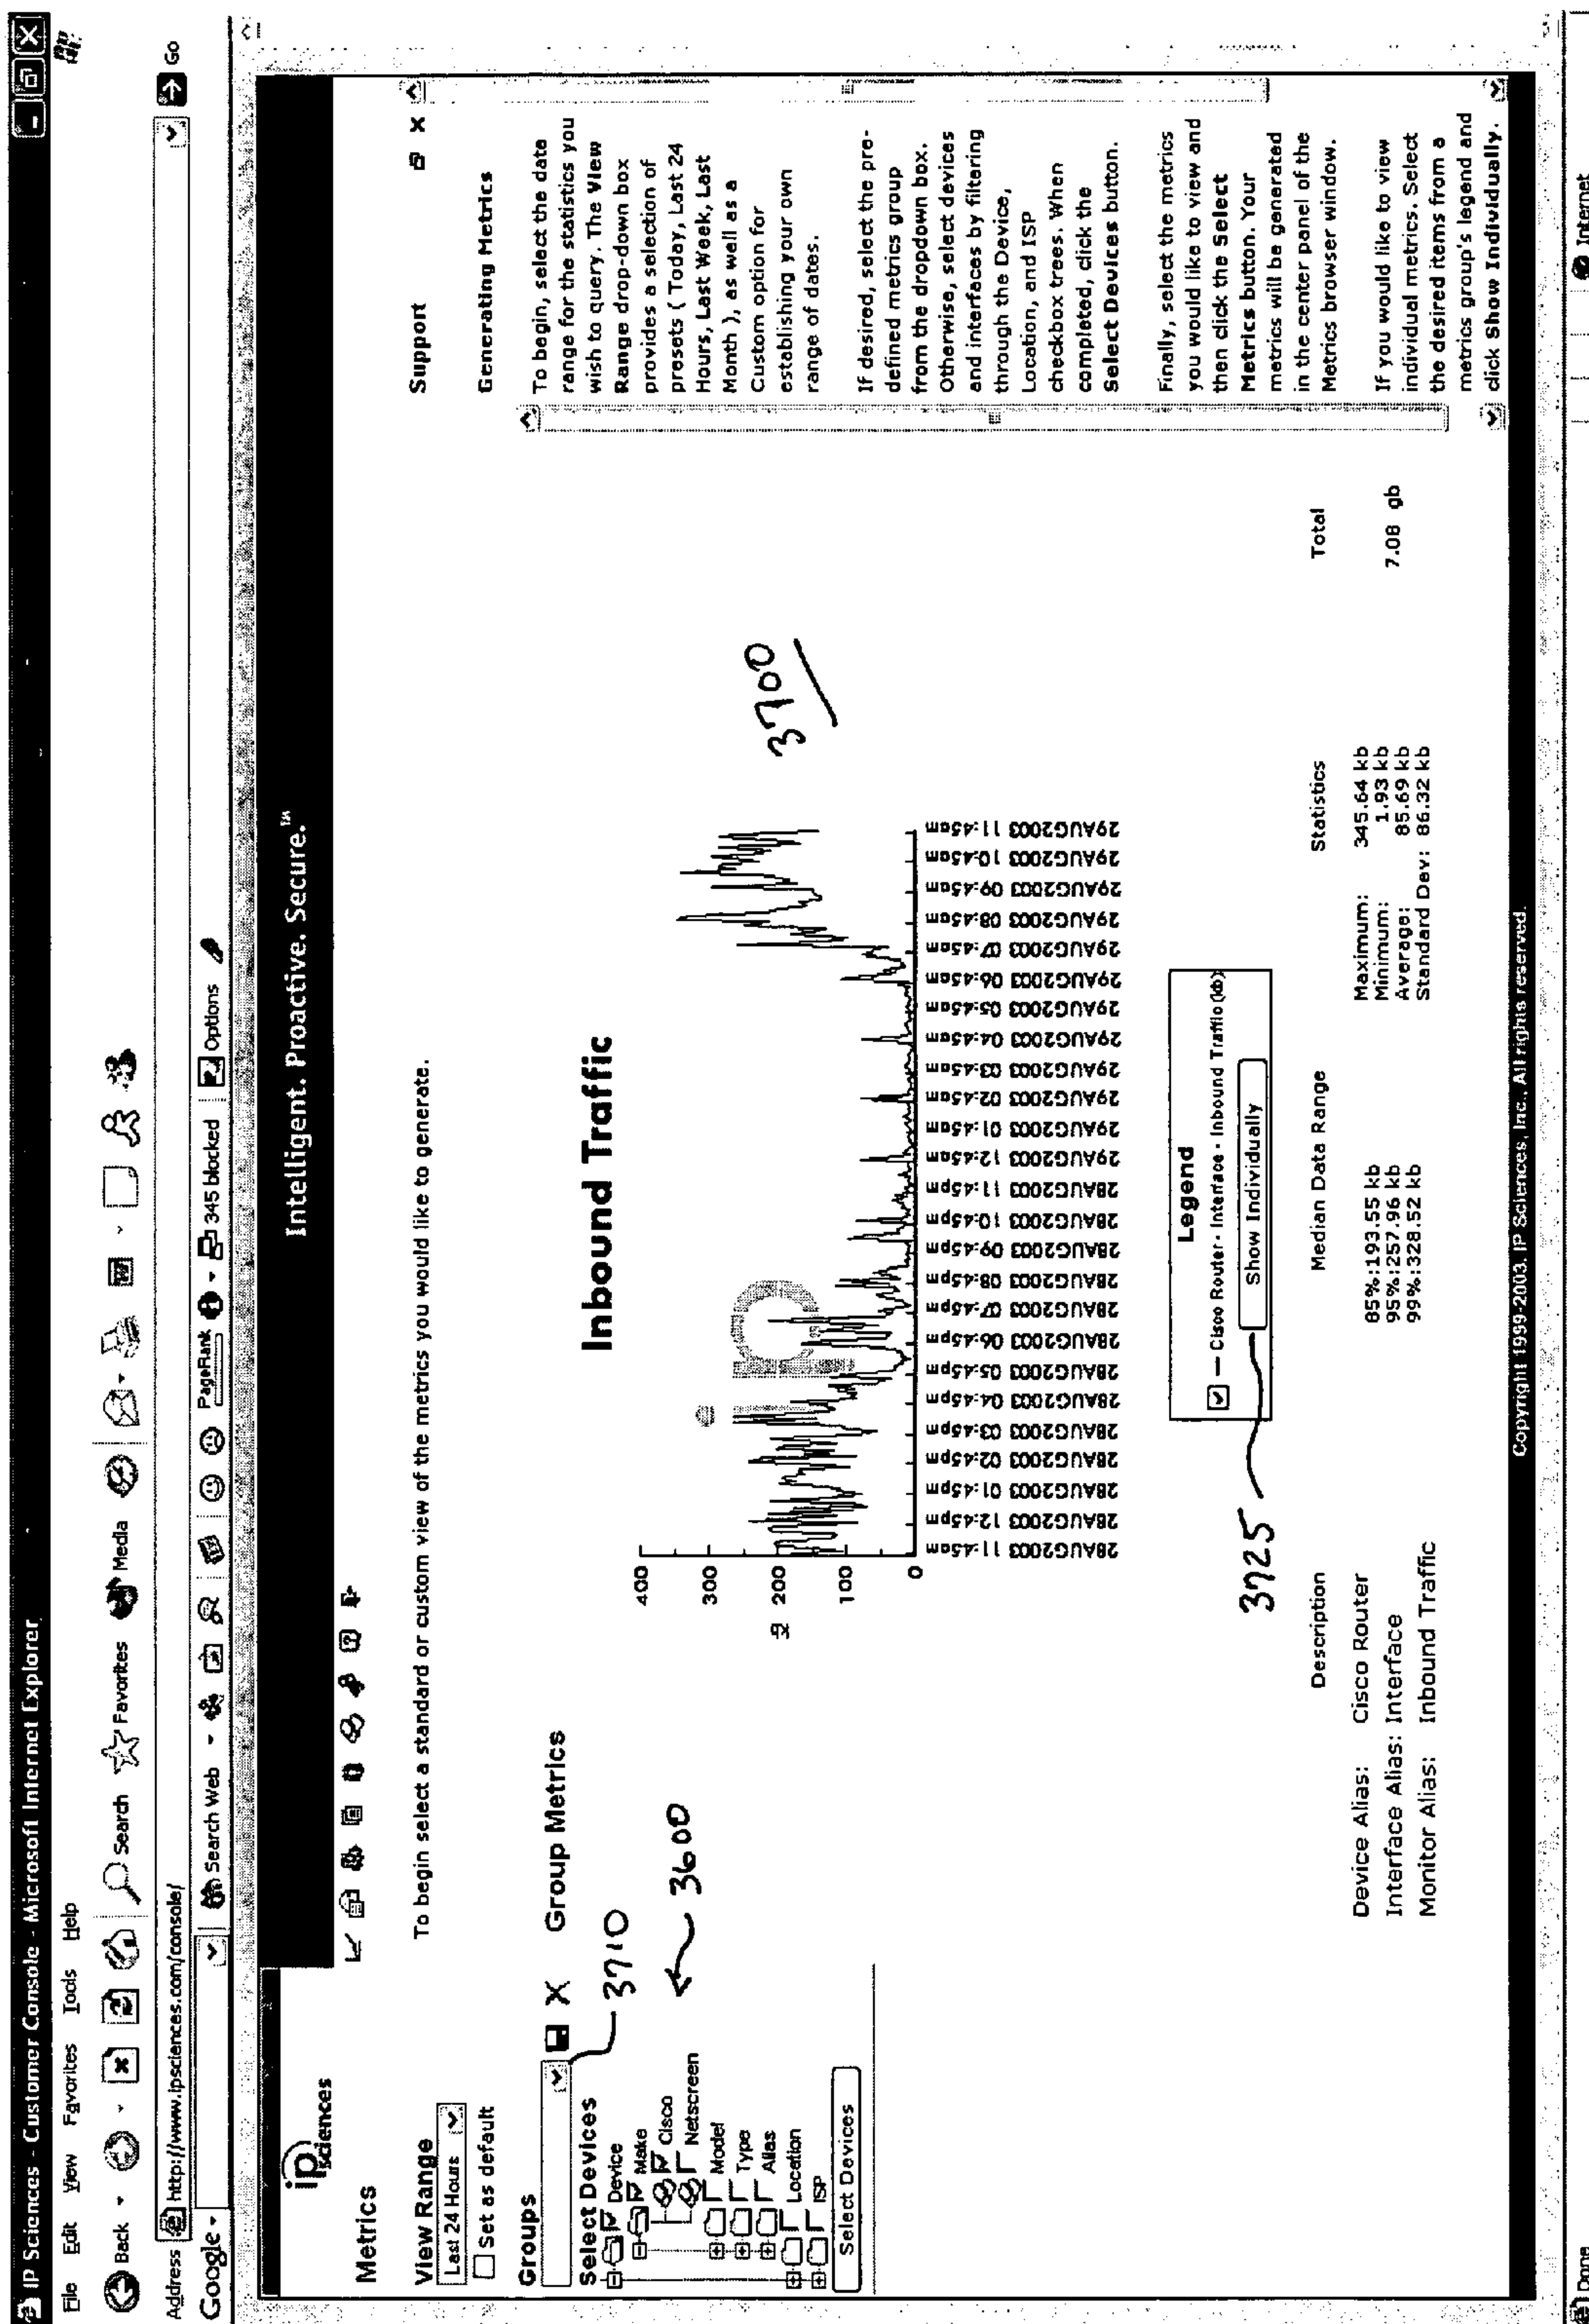 IP Sciences - Customer Console - Microsoft Internet Explorer
File Edit View Favorites Tools Help
Back Search Favorites Media
Address http://www.ipsciences.com/console/ Go
Google Search Web PageRank 345 blocked Options
ip sciences
Intelligent. Proactive. Secure.™
Metrics
To begin select a standard or custom view of the metrics you would like to generate.
View Range
Last 24 Hours
Set as default
Groups
Group Metrics
3710
Select Devices
Device
Make
Cisco
Netscreen
Model
Type
Alias
Location
ISP
Select Devices
3600
Inbound Traffic
3700
400
300
200
100
0
ip
28AUG2003 11:45am
28AUG2003 12:45pm
28AUG2003 01:45pm
28AUG2003 02:45pm
28AUG2003 03:45pm
28AUG2003 04:45pm
28AUG2003 05:45pm
28AUG2003 06:45pm
28AUG2003 07:45pm
28AUG2003 08:45pm
28AUG2003 09:45pm
28AUG2003 10:45pm
28AUG2003 11:45pm
29AUG2003 12:45am
29AUG2003 01:45am
29AUG2003 02:45am
29AUG2003 03:45am
29AUG2003 04:45am
29AUG2003 05:45am
29AUG2003 06:45am
29AUG2003 07:45am
29AUG2003 08:45am
29AUG2003 09:45am
29AUG2003 10:45am
29AUG2003 11:45am
Legend
Cisco Router - Interface - Inbound Traffic (kb)
Show Individually
3725
Description Median Data Range Statistics Total
Device Alias: Cisco Router
Interface Alias: Interface
Monitor Alias: Inbound Traffic
85%:193.55 kb
95%:257.96 kb
99%:328.52 kb
Maximum: 345.64 kb
Minimum: 1.93 kb
Average: 85.69 kb
Standard Dev: 86.32 kb
7.08 gb
Support
Generating Metrics
To begin, select the date
range for the statistics you
wish to query. The View
Range drop-down box
provides a selection of
presets ( Today, Last 24
Hours, Last Week, Last
Month ), as well as a
Custom option for
establishing your own
range of dates.
If desired, select the pre-
defined metrics group
from the dropdown box.
Otherwise, select devices
and interfaces by filtering
through the Device,
Location, and ISP
checkbox trees. When
completed, click the
Select Devices button.
Finally, select the metrics
you would like to view and
then click the Select
Metrics button. Your
metrics will be generated
in the center panel of the
Metrics browser window.
If you would like to view
individual metrics. Select
the desired items from a
metrics group's legend and
click Show Individually.
Copyright 1999-2003. IP Sciences, Inc., All rights reserved.
Done Internet